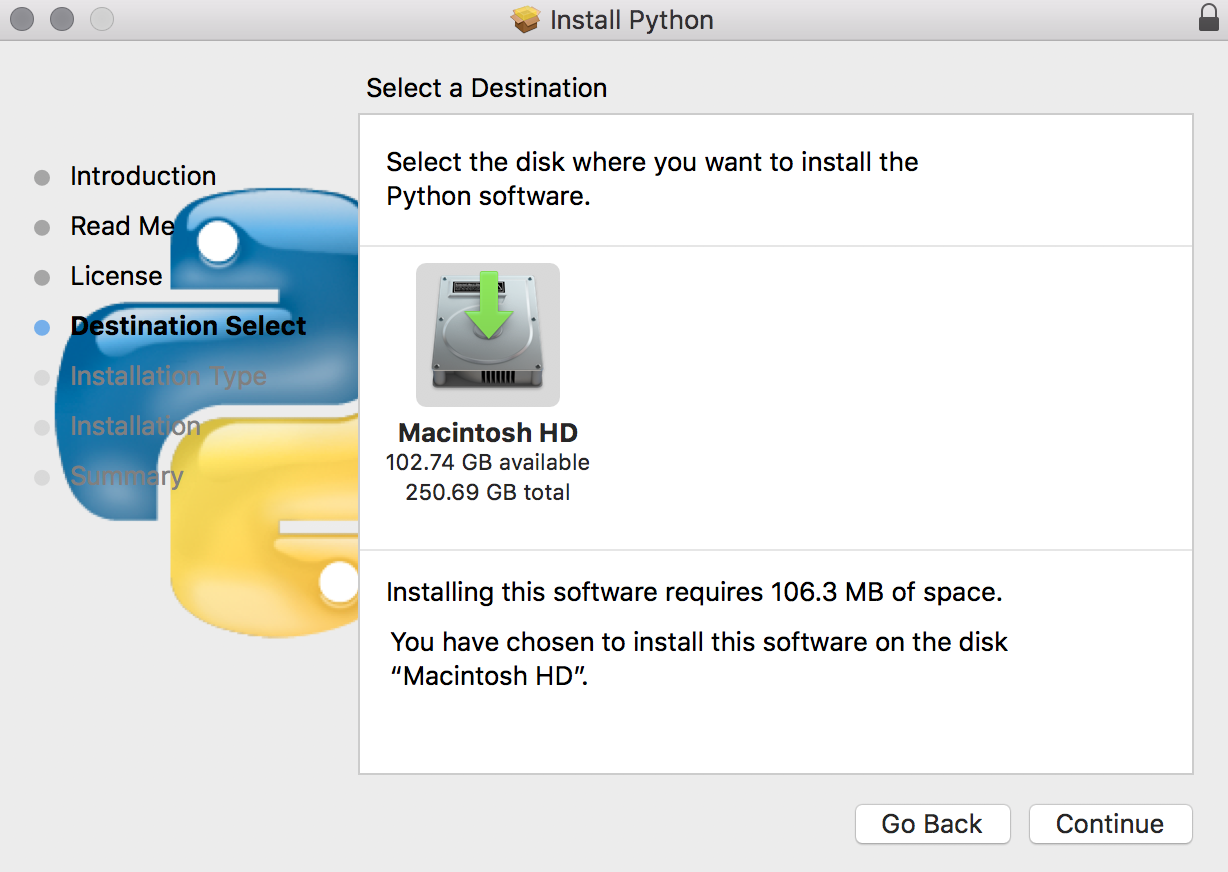 Install Python
Select a Destination
Introduction
Read Me
License
Destination Select
Installation Type
Installation
Summary
Select the disk where you want to install the
Python software.
Macintosh HD
102.74 GB available
250.69 GB total
Installing this software requires 106.3 MB of space.
You have chosen to install this software on the disk
“Macintosh HD”.
Go Back
Continue